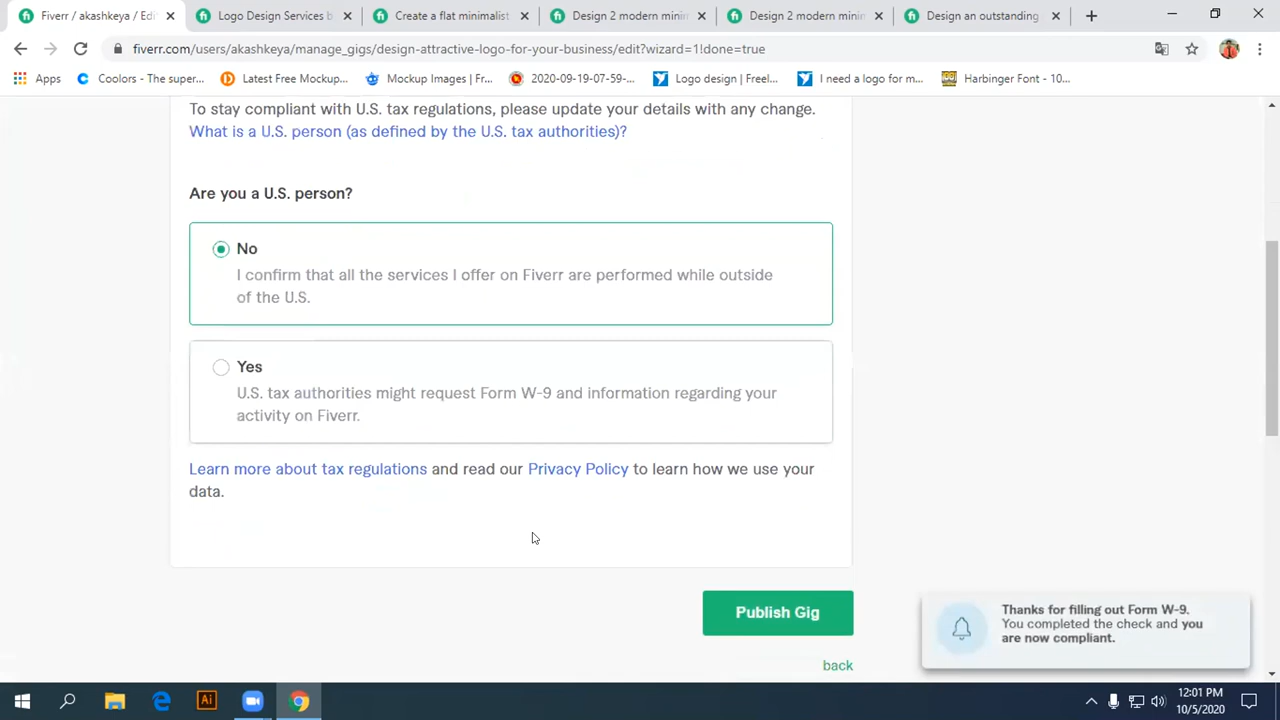 Fiverr / akashkeya / Edi
Logo Design Services b
Create a flat minimalist
Design 2 modern minim
Design 2 modern minim
Design an outstanding
fiverr.com/users/akashkeya/manage_gigs/design-attractive-logo-for-your-business/edit?wizard=1!done=true
Apps
Coolors - The super...
Latest Free Mockup...
Mockup Images | Fr...
2020-09-19-07-59-...
Logo design | Freel...
I need a logo for m...
Harbinger Font - 10...
To stay compliant with U.S. tax regulations, please update your details with any change.
What is a U.S. person (as defined by the U.S. tax authorities)?
Are you a U.S. person?
No
I confirm that all the services I offer on Fiverr are performed while outside
of the U.S.
Yes
U.S. tax authorities might request Form W-9 and information regarding your
activity on Fiverr.
Learn more about tax regulations and read our Privacy Policy to learn how we use your
data.
Publish Gig
back
Thanks for filling out Form W-9.
You completed the check and you
are now compliant.
Ai
12:01 PM
10/5/2020